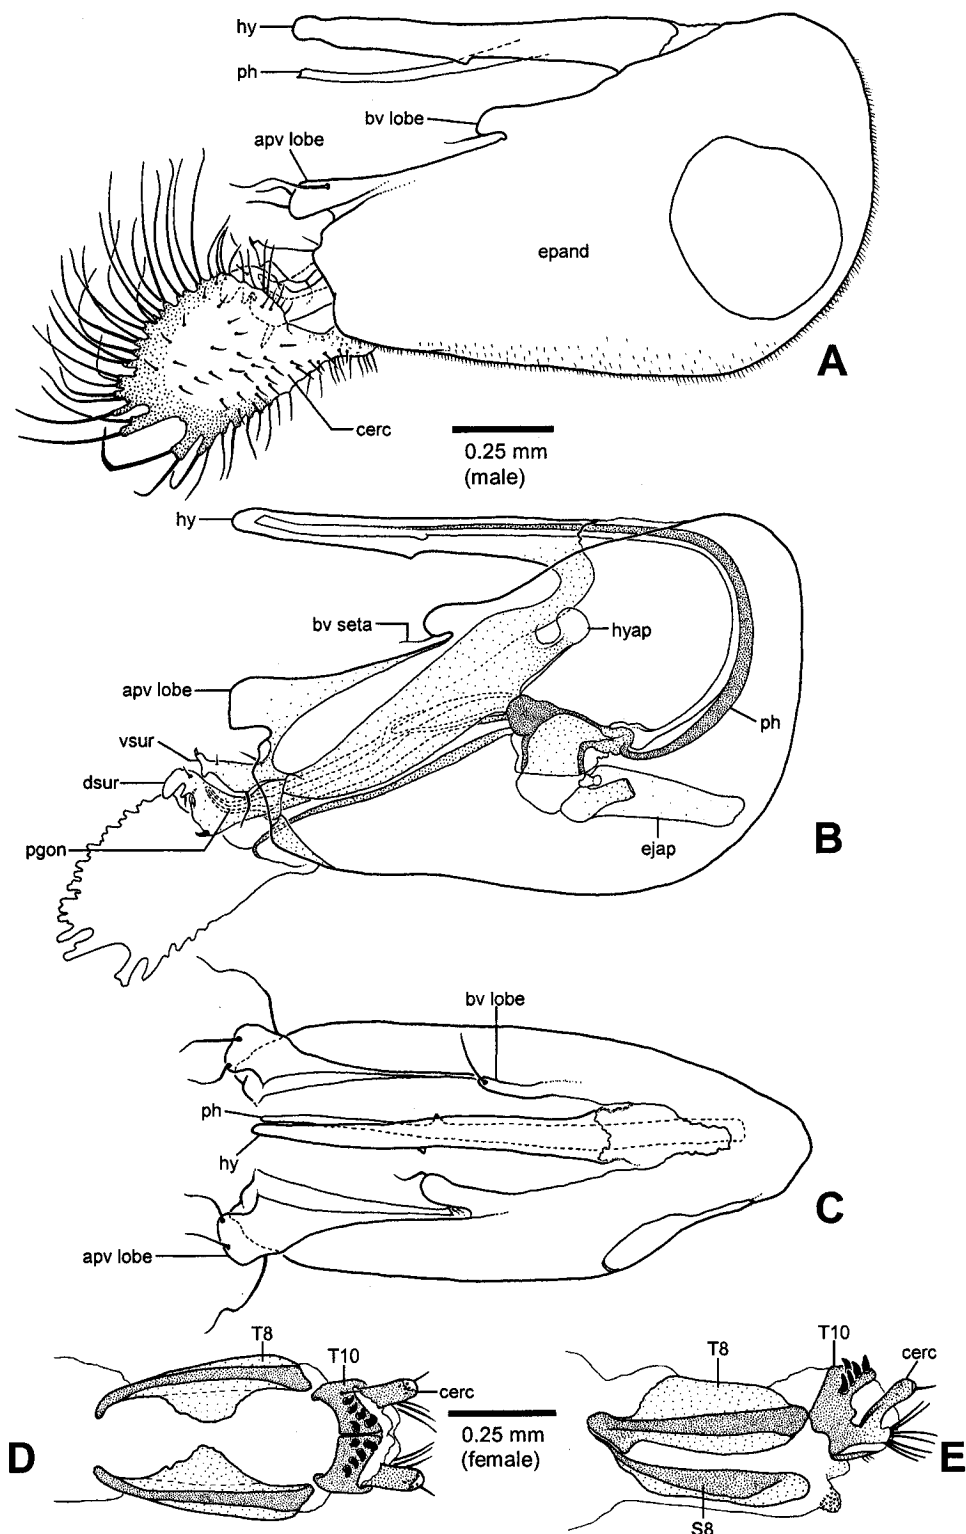 hy
ph
bv lobe
apv lobe
epand
A
cerc
0.25 mm
(male)
hy
bv seta
hyap
apv lobe
ph
vsur
dsur
B
pgon
ejap
bv lobe
ph
hy
C
apv lobe
T8
T10
cerc
D
0.25 mm
(female)
T10
T8
cerc
E
S8